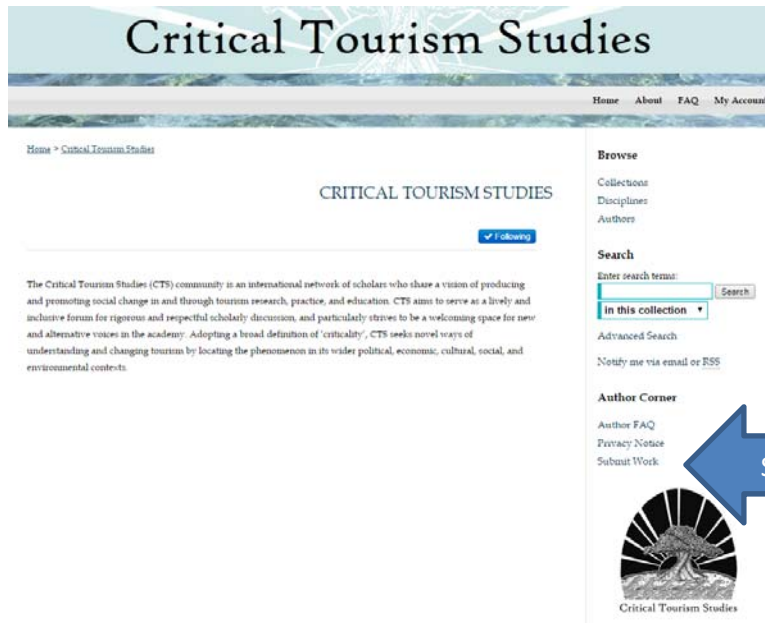 Critical Tourism Studies
Home About FAQ My Account
Home > Critical Tourism Studies
CRITICAL TOURISM STUDIES
✔ Following
The Critical Tourism Studies (CTS) community is an international network of scholars who share a vision of producing
and promoting social change in and through tourism research, practice, and education. CTS aims to serve as a lively and
inclusive forum for rigorous and respectful scholarly discussion, and particularly strives to be a welcoming space for new
and alternative voices in the academy. Adopting a broad definition of 'criticality', CTS seeks novel ways of
understanding and changing tourism by locating the phenomenon in its wider political, economic, cultural, social, and
environmental contexts.
Browse
Collections
Disciplines
Authors
Search
Enter search terms:
Search
in this collection ▼
Advanced Search
Notify me via email or RSS
Author Corner
Author FAQ
Privacy Notice
Submit Work
S
Critical Tourism Studies